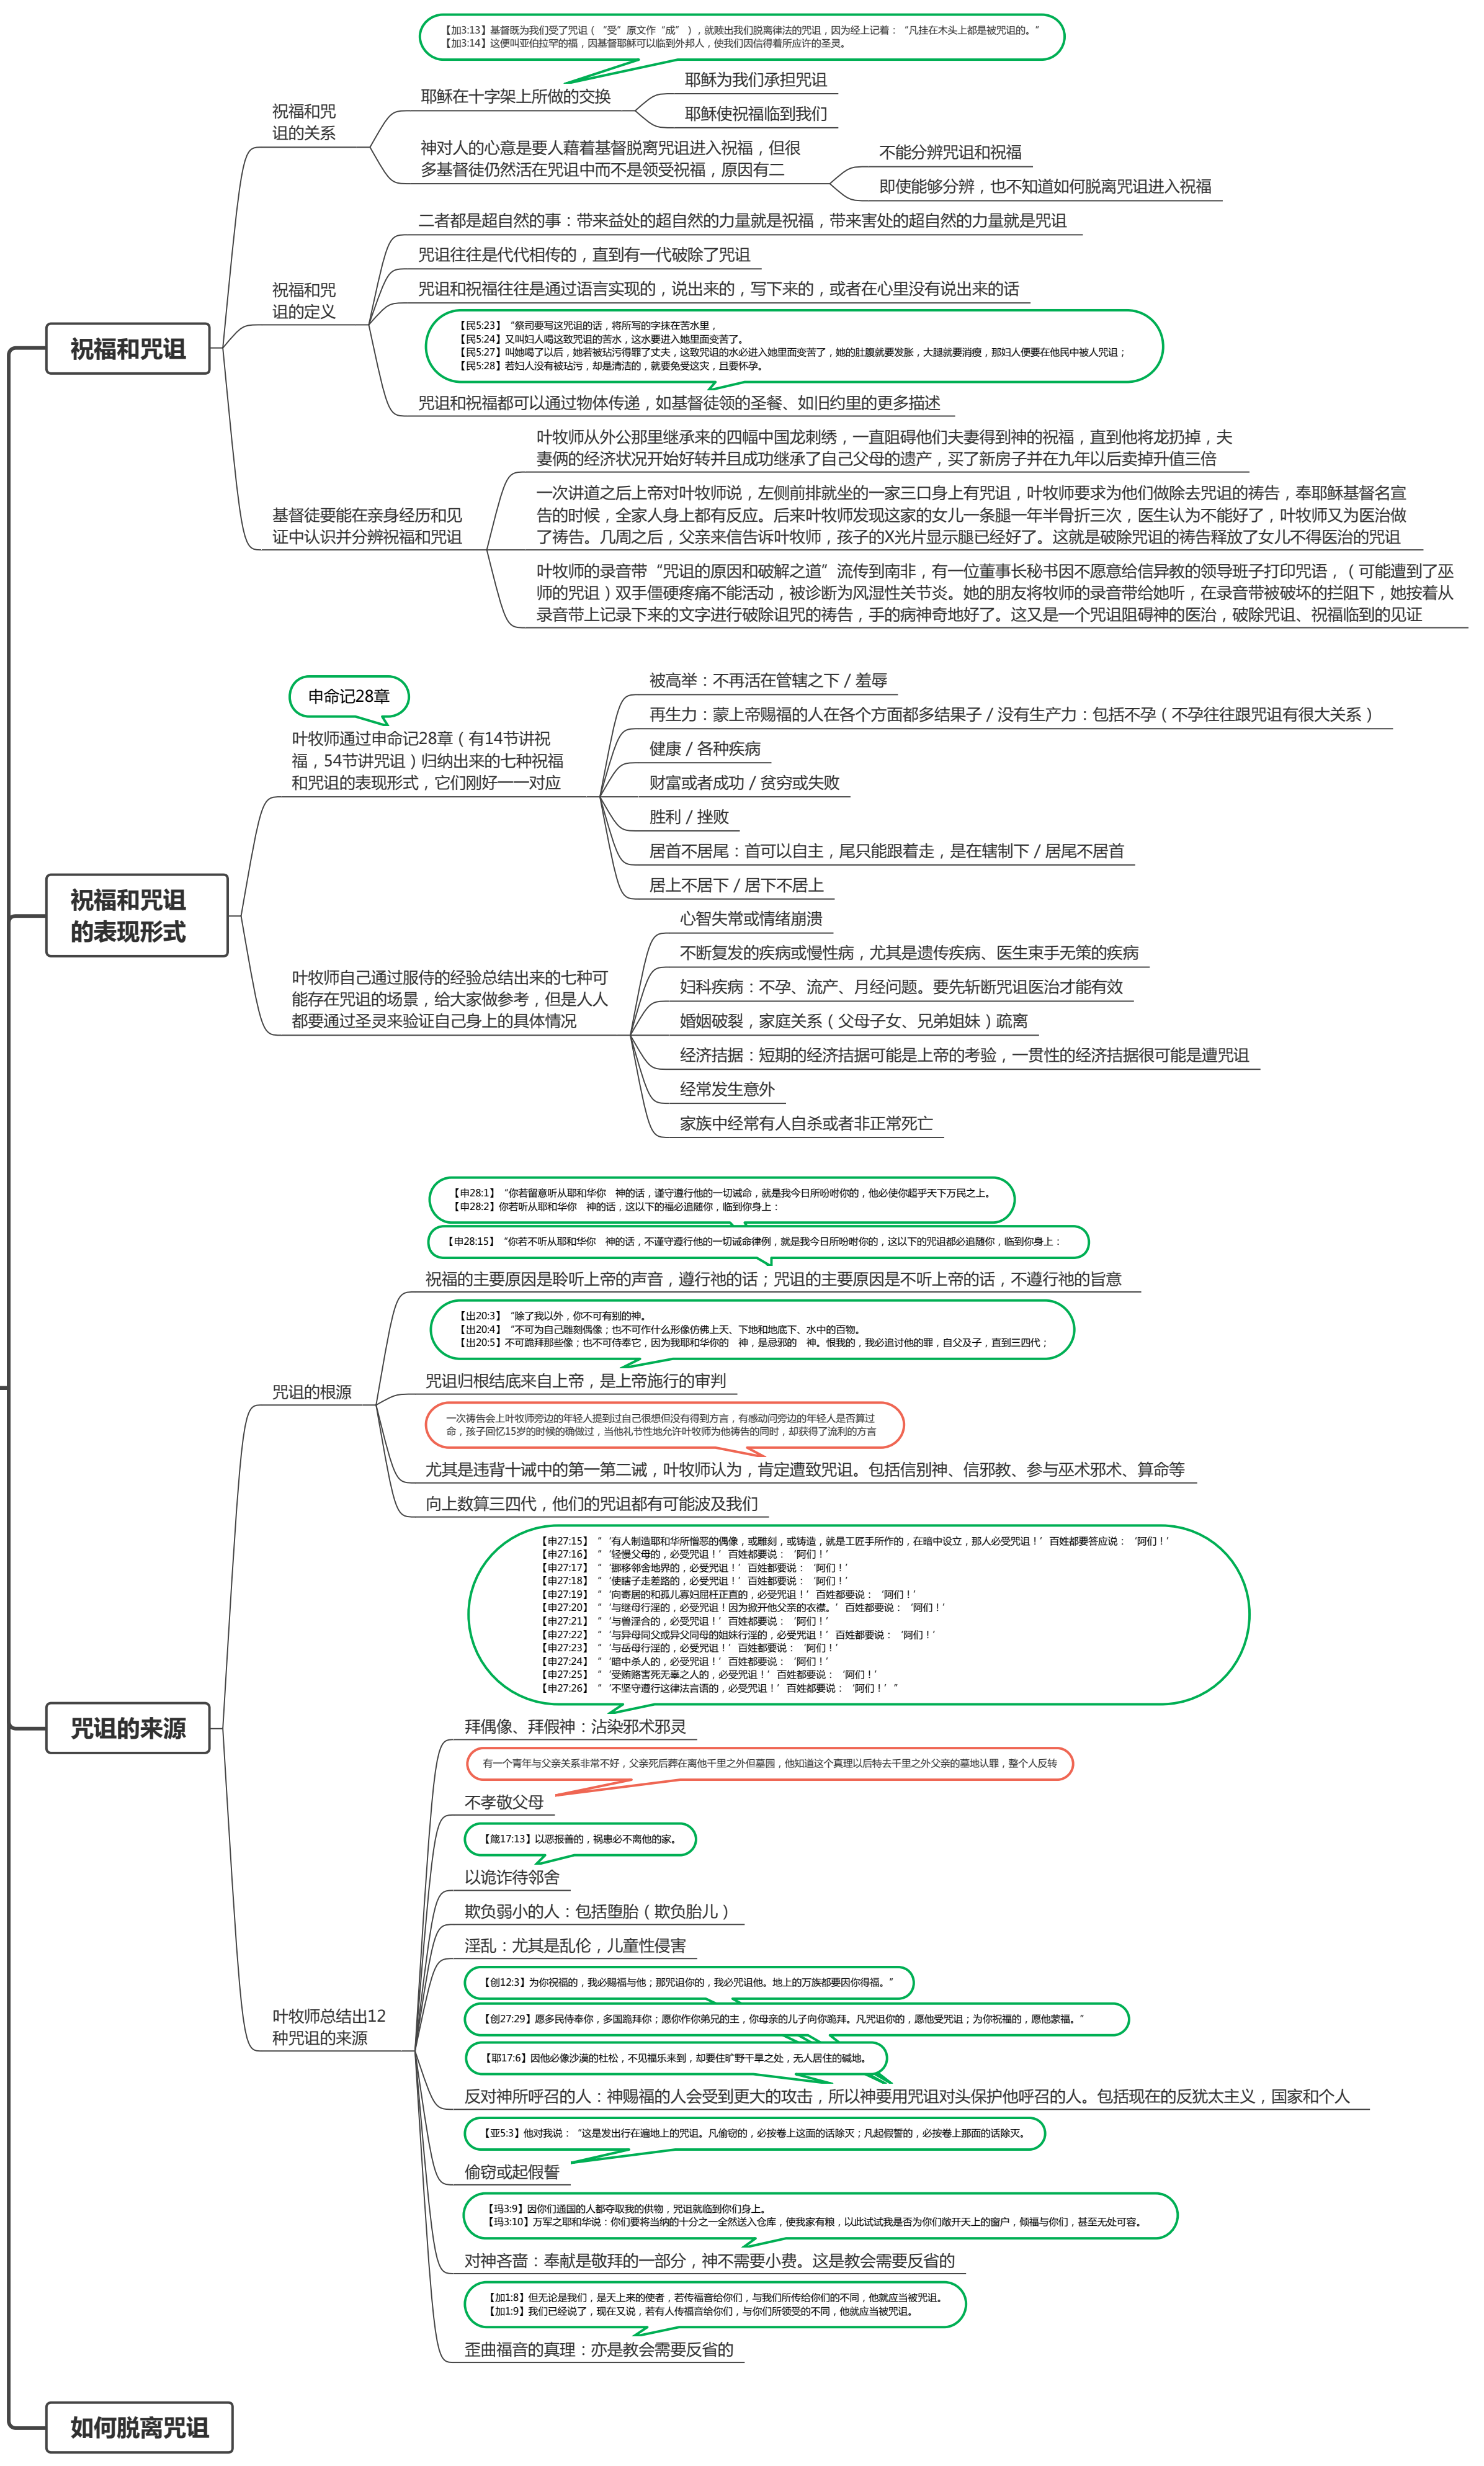 【加3:13】基督既为我们受了咒诅（“受”原文作“成”），就赎出我们脱离律法的咒诅，因为经上记着：“凡挂在木头上都是被咒诅的。”
【加3:14】这便叫亚伯拉罕的福，因基督耶稣可以临到外邦人，使我们因信得着所应许的圣灵。
祝福和咒诅
祝福和咒
诅的关系
耶稣在十字架上所做的交换
耶稣为我们承担咒诅
耶稣使祝福临到我们
神对人的心意是要人藉着基督脱离咒诅进入祝福，但很
多基督徒仍然活在咒诅中而不是领受祝福，原因有二
不能分辨咒诅和祝福
即使能够分辨，也不知道如何脱离咒诅进入祝福
祝福和咒
诅的定义
二者都是超自然的事：带来益处的超自然的力量就是祝福，带来害处的超自然的力量就是咒诅
咒诅往往是代代相传的，直到有一代破除了咒诅
咒诅和祝福往往是通过语言实现的，说出来的，写下来的，或者在心里没有说出来的话
【民5:23】“祭司要写这咒诅的话，将所写的字抹在苦水里，
【民5:24】又叫妇人喝这致咒诅的苦水，这水要进入她里面变苦了。
【民5:27】叫她喝了以后，她若被玷污得罪了丈夫，这致咒诅的水必进入她里面变苦了，她的肚腹就要发胀，大腿就要消瘦，那妇人便要在他民中被人咒诅；
【民5:28】若妇人没有被玷污，却是清洁的，就要免受这灾，且要怀孕。
咒诅和祝福都可以通过物体传递，如基督徒领的圣餐、如旧约里的更多描述
基督徒要能在亲身经历和见
证中认识并分辨祝福和咒诅
叶牧师从外公那里继承来的四幅中国龙刺绣，一直阻碍他们夫妻得到神的祝福，直到他将龙扔掉，夫
妻俩的经济状况开始好转并且成功继承了自己父母的遗产，买了新房子并在九年以后卖掉升值三倍
一次讲道之后上帝对叶牧师说，左侧前排就坐的一家三口身上有咒诅，叶牧师要求为他们做除去咒诅的祷告，奉耶稣基督名宣
告的时候，全家人身上都有反应。后来叶牧师发现这家的女儿一条腿一年半骨折三次，医生认为不能好了，叶牧师又为医治做
了祷告。几周之后，父亲来信告诉叶牧师，孩子的X光片显示腿已经好了。这就是破除咒诅的祷告释放了女儿不得医治的咒诅
叶牧师的录音带“咒诅的原因和破解之道”流传到南非，有一位董事长秘书因不愿意给信异教的领导班子打印咒语，（可能遭到了巫
师的咒诅）双手僵硬疼痛不能活动，被诊断为风湿性关节炎。她的朋友将牧师的录音带给她听，在录音带被破坏的拦阻下，她按着从
录音带上记录下来的文字进行破除诅咒的祷告，手的病神奇地好了。这又是一个咒诅阻碍神的医治，破除咒诅、祝福临到的见证
祝福和咒诅
的表现形式
申命记28章
叶牧师通过申命记28章（有14节讲祝
福，54节讲咒诅）归纳出来的七种祝福
和咒诅的表现形式，它们刚好一一对应
被高举：不再活在管辖之下 / 羞辱
再生力：蒙上帝赐福的人在各个方面都多结果子 / 没有生产力：包括不孕（不孕往往跟咒诅有很大关系）
健康 / 各种疾病
财富或者成功 / 贫穷或失败
胜利 / 挫败
居首不居尾：首可以自主，尾只能跟着走，是在辖制下 / 居尾不居首
居上不居下 / 居下不居上
叶牧师自己通过服侍的经验总结出来的七种可
能存在咒诅的场景，给大家做参考，但是人人
都要通过圣灵来验证自己身上的具体情况
心智失常或情绪崩溃
不断复发的疾病或慢性病，尤其是遗传疾病、医生束手无策的疾病
妇科疾病：不孕、流产、月经问题。要先斩断咒诅医治才能有效
婚姻破裂，家庭关系（父母子女、兄弟姐妹）疏离
经济拮据：短期的经济拮据可能是上帝的考验，一贯性的经济拮据很可能是遭咒诅
经常发生意外
家族中经常有人自杀或者非正常死亡
咒诅的来源
咒诅的根源
【申28:1】“你若留意听从耶和华你　神的话，谨守遵行他的一切诫命，就是我今日所吩咐你的，他必使你超乎天下万民之上。
【申28:2】你若听从耶和华你　神的话，这以下的福必追随你，临到你身上：
【申28:15】“你若不听从耶和华你　神的话，不谨守遵行他的一切诫命律例，就是我今日所吩咐你的，这以下的咒诅都必追随你，临到你身上：
祝福的主要原因是聆听上帝的声音，遵行祂的话；咒诅的主要原因是不听上帝的话，不遵行祂的旨意
【出20:3】“除了我以外，你不可有别的神。
【出20:4】“不可为自己雕刻偶像；也不可作什么形像仿佛上天、下地和地底下、水中的百物。
【出20:5】不可跪拜那些像；也不可侍奉它，因为我耶和华你的　神，是忌邪的　神。恨我的，我必追讨他的罪，自父及子，直到三四代；
咒诅归根结底来自上帝，是上帝施行的审判
一次祷告会上叶牧师旁边的年轻人提到过自己很想但没有得到方言，有感动问旁边的年轻人是否算过
命，孩子回忆15岁的时候的确做过，当他礼节性地允许叶牧师为他祷告的同时，却获得了流利的方言
尤其是违背十诫中的第一第二诫，叶牧师认为，肯定遭致咒诅。包括信别神、信邪教、参与巫术邪术、算命等
向上数算三四代，他们的咒诅都有可能波及我们
叶牧师总结出12
种咒诅的来源
【申27:15】“‘有人制造耶和华所憎恶的偶像，或雕刻，或铸造，就是工匠手所作的，在暗中设立，那人必受咒诅！’百姓都要答应说：‘阿们！’
【申27:16】“‘轻慢父母的，必受咒诅！’百姓都要说：‘阿们！’
【申27:17】“‘挪移邻舍地界的，必受咒诅！’百姓都要说：‘阿们！’
【申27:18】“‘使瞎子走差路的，必受咒诅！’百姓都要说：‘阿们！’
【申27:19】“‘向寄居的和孤儿寡妇屈枉正直的，必受咒诅！’百姓都要说：‘阿们！’
【申27:20】“‘与继母行淫的，必受咒诅！因为掀开他父亲的衣襟。’百姓都要说：‘阿们！’
【申27:21】“‘与兽淫合的，必受咒诅！’百姓都要说：‘阿们！’
【申27:22】“‘与异母同父或异父同母的姐妹行淫的，必受咒诅！’百姓都要说：‘阿们！’
【申27:23】“‘与岳母行淫的，必受咒诅！’百姓都要说：‘阿们！’
【申27:24】“‘暗中杀人的，必受咒诅！’百姓都要说：‘阿们！’
【申27:25】“‘受贿赂害死无辜之人的，必受咒诅！’百姓都要说：‘阿们！’
【申27:26】“‘不坚守遵行这律法言语的，必受咒诅！’百姓都要说：‘阿们！’”
拜偶像、拜假神：沾染邪术邪灵
有一个青年与父亲关系非常不好，父亲死后葬在离他千里之外但墓园，他知道这个真理以后特去千里之外父亲的墓地认罪，整个人反转
不孝敬父母
【箴17:13】以恶报善的，祸患必不离他的家。
以诡诈待邻舍
欺负弱小的人：包括堕胎（欺负胎儿）
淫乱：尤其是乱伦，儿童性侵害
【创12:3】为你祝福的，我必赐福与他；那咒诅你的，我必咒诅他。地上的万族都要因你得福。”
【创27:29】愿多民侍奉你，多国跪拜你；愿你作你弟兄的主，你母亲的儿子向你跪拜。凡咒诅你的，愿他受咒诅；为你祝福的，愿他蒙福。”
【耶17:6】因他必像沙漠的杜松，不见福乐来到，却要住旷野干旱之处，无人居住的碱地。
反对神所呼召的人：神赐福的人会受到更大的攻击，所以神要用咒诅对头保护他呼召的人。包括现在的反犹太主义，国家和个人
【亚5:3】他对我说：“这是发出行在遍地上的咒诅。凡偷窃的，必按卷上这面的话除灭；凡起假誓的，必按卷上那面的话除灭。
偷窃或起假誓
【玛3:9】因你们通国的人都夺取我的供物，咒诅就临到你们身上。
【玛3:10】万军之耶和华说：你们要将当纳的十分之一全然送入仓库，使我家有粮，以此试试我是否为你们敞开天上的窗户，倾福与你们，甚至无处可容。
对神吝啬：奉献是敬拜的一部分，神不需要小费。这是教会需要反省的
【加1:8】但无论是我们，是天上来的使者，若传福音给你们，与我们所传给你们的不同，他就应当被咒诅。
【加1:9】我们已经说了，现在又说，若有人传福音给你们，与你们所领受的不同，他就应当被咒诅。
歪曲福音的真理：亦是教会需要反省的
如何脱离咒诅